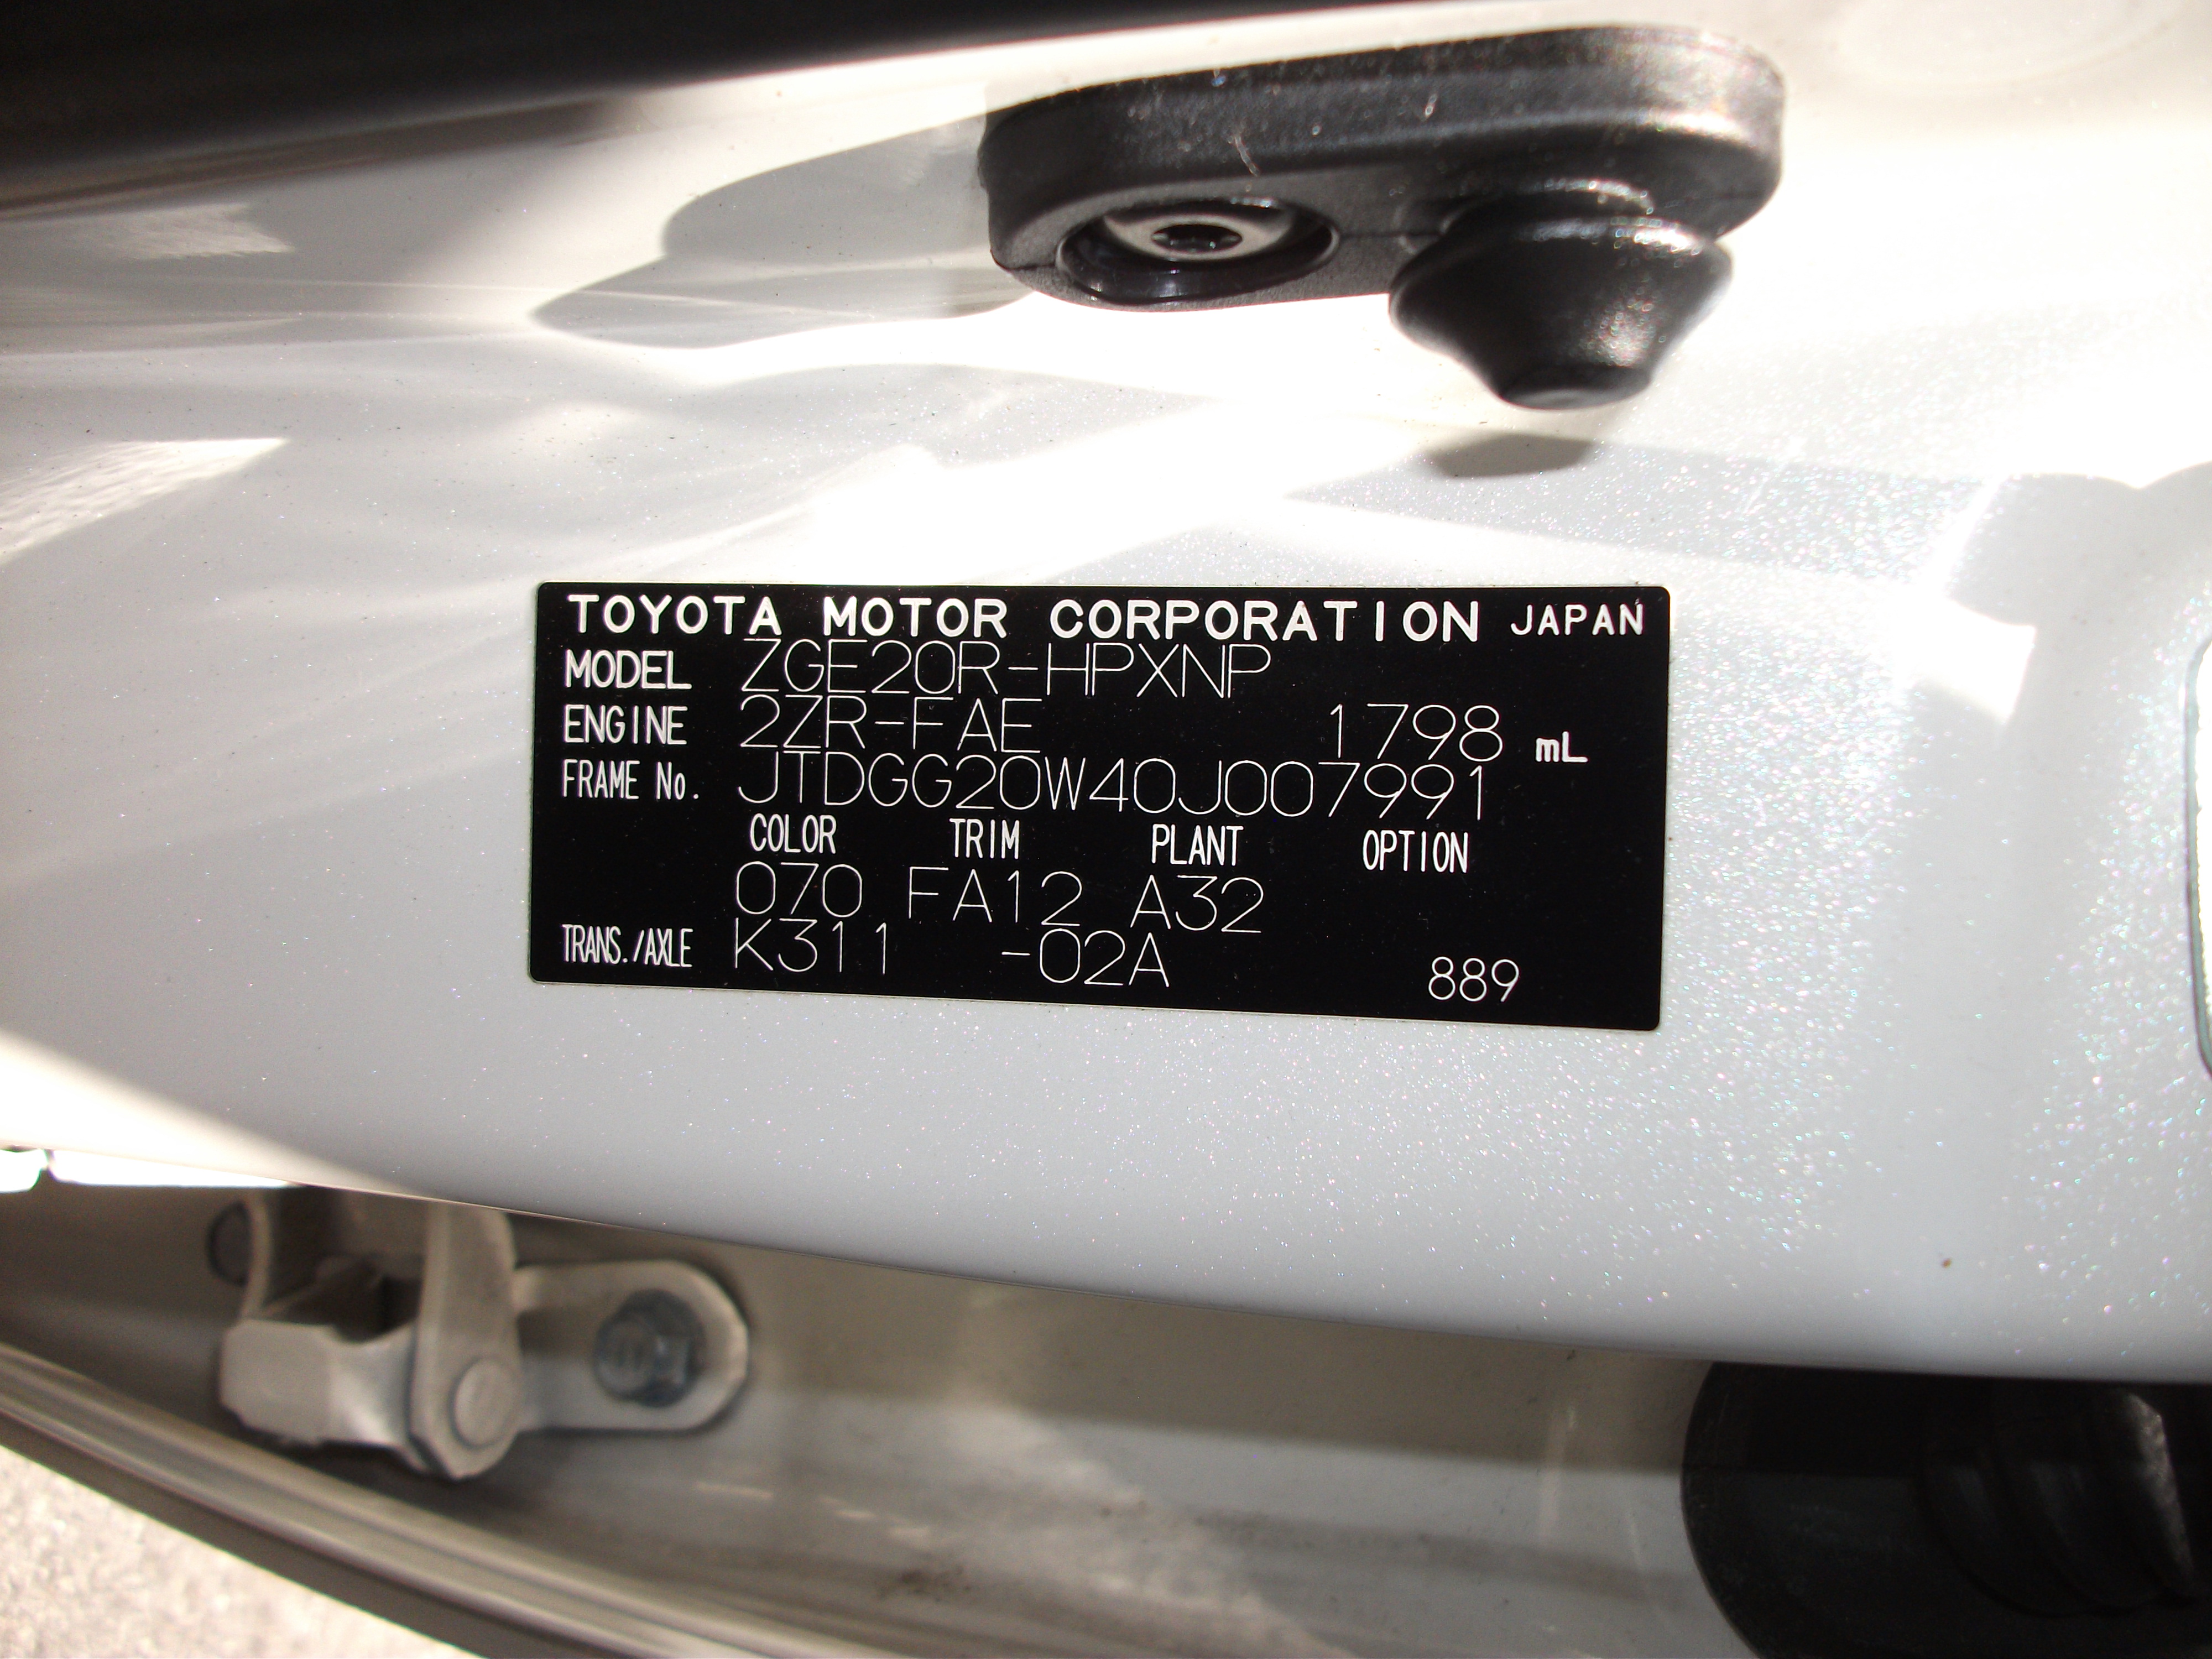 TOYOTA MOTOR CORPORATION JAPAN
MODEL ZGE20R-HPXNP
ENGINE 2ZR-FAE 1798 mL
FRAME No. JTDGG20W40J007991
COLOR TRIM PLANT OPTION
070 FA12 A32
TRANS./AXLE K311 -02A 889